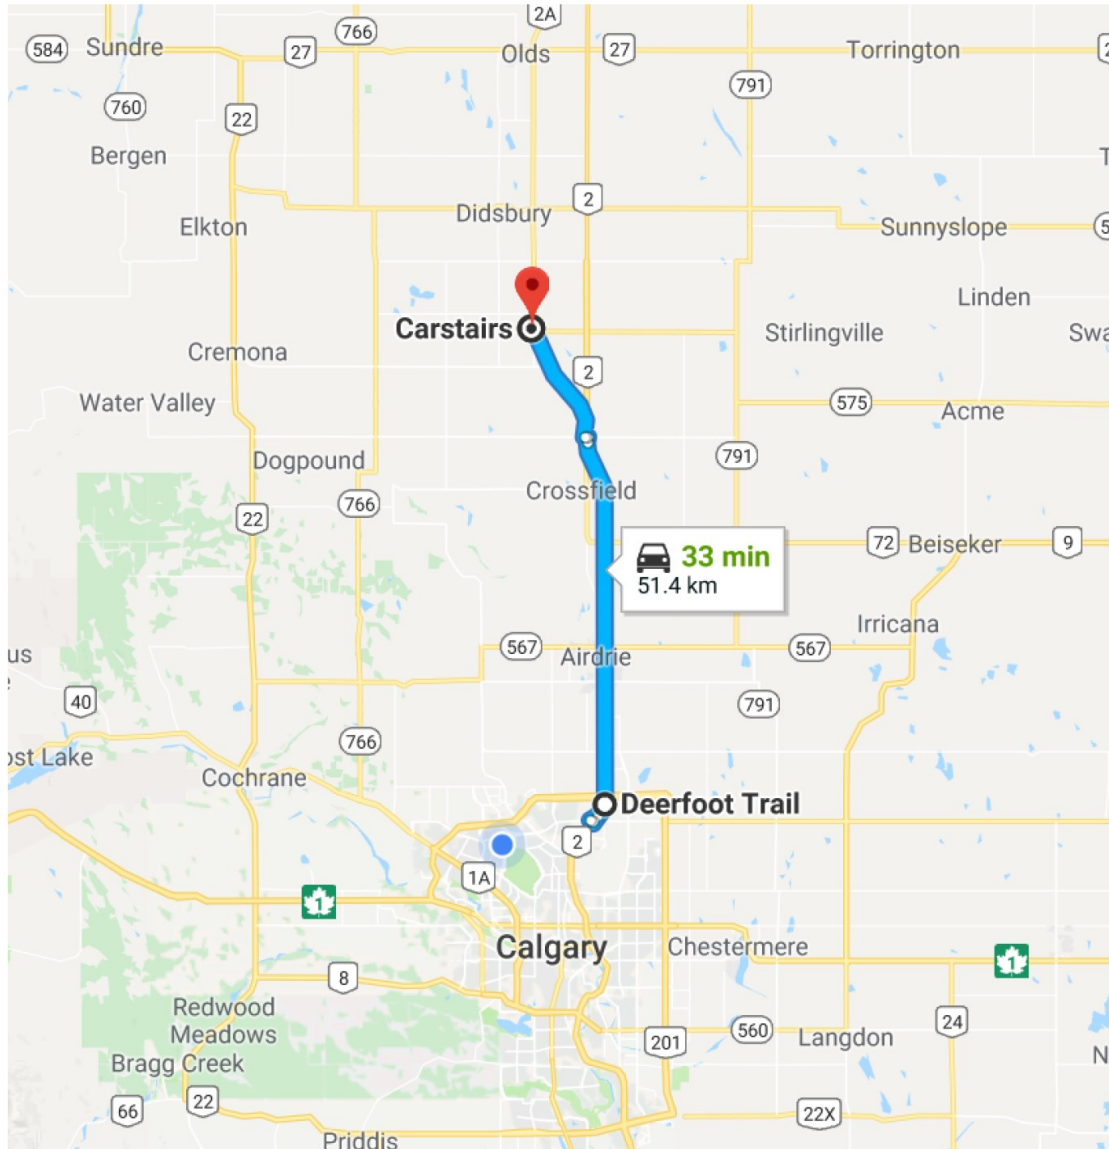 2A
766
584
Sundre
27
Olds
27
Torrington
791
760
22
Bergen
2
Didsbury
Elkton
Sunnyslope
Linden
Carstairs
Stirlingville
Cremona
2
Water Valley
575
Acme
Dogpound
791
Crossfield
766
22
33 min
72
Beiseker
9
51.4 km
Irricana
567
Airdrie
567
us
40
791
766
ost Lake
Cochrane
Deerfoot Trail
2
1A
1
Calgary
Chestermere
1
8
Redwood
Meadows
24
560
Langdon
201
Bragg Creek
66
22
22X
Priddis